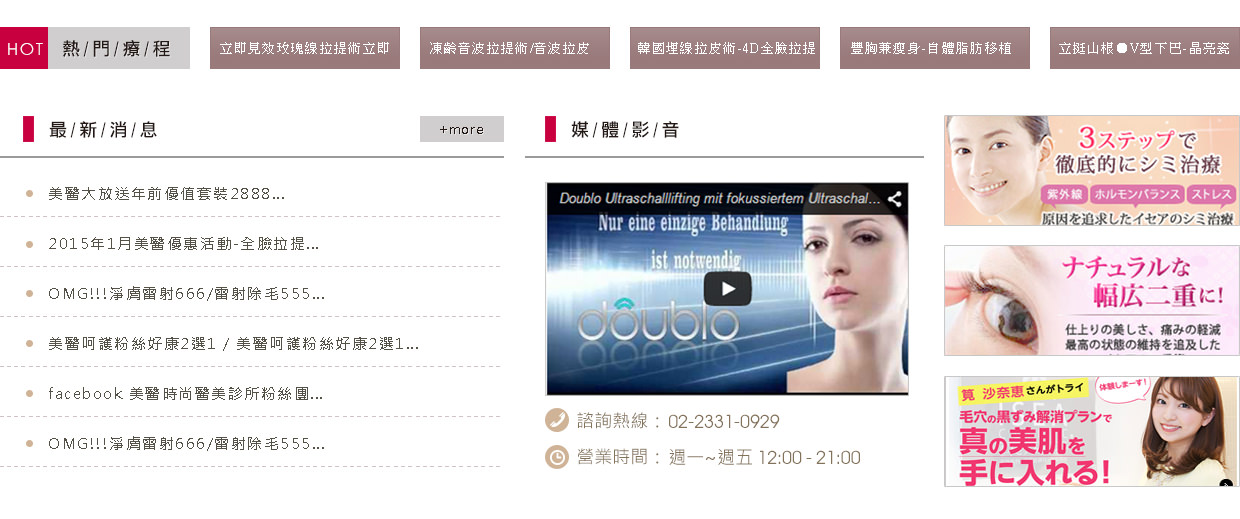 HOT 熱/門/療/程
立即見效玫瑰線拉提術立即
凍齡音波拉提術/音波拉皮
韓國埋線拉皮術-4D全臉拉提
豐胸兼瘦身-自體脂肪移植
立挺山根●V型下巴-晶亮瓷
最/新/消/息
+more
美醫大放送年前優值套裝2888...
2015年1月美醫優惠活動-全臉拉提...
OMG!!!淨膚雷射666/雷射除毛555...
美醫呵護粉絲好康2選1 / 美醫呵護粉絲好康2選1...
facebook 美醫時尚醫美診所粉絲團...
OMG!!!淨膚雷射666/雷射除毛555...
媒/體/影/音
Doublo Ultraschalllifting mit fokussiertem Ultraschal...
Nur eine einzige Behandlung
ist notwendig
doublo
諮詢熱線：02-2331-0929
營業時間：週一~週五 12:00 - 21:00
3ステップで
徹底的にシミ治療
紫外線 ホルモンバランス ストレス
原因を追求したイセアのシミ治療
ナチュラルな
幅広二重に!
仕上りの美しさ、痛みの軽減
最高の状態の維持を追及した
筧 沙奈恵さんがトライ
体験しまーす!
毛穴の黒ずみ解消プランで
真の美肌を
手に入れる!